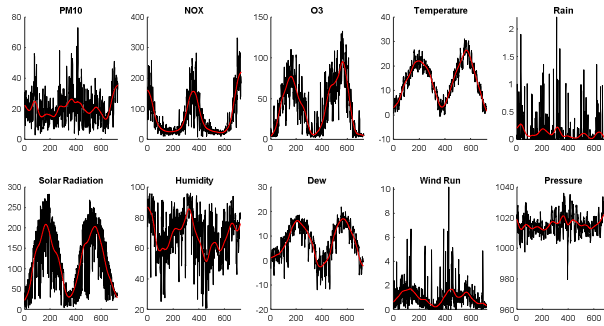 PM10 NOX O3 Temperature Rain
80 400 150 40
60 300 30 2
40 200 100 20 1.5
20 100 50 10 1
0 0 0 0 0.5
-10 0
0 200 400 600 0 200 400 600 0 200 400 600 0 200 400 600 0 200 400 600
Solar Radiation Humidity Dew Wind Run Pressure
300 100 30 10 1040
250 80 20 8 1020
200 60 10 6 1000
150 40 0 4 980
100 20 -10 2 960
50 -20 0
0
0 200 400 600 0 200 400 600 0 200 400 600 0 200 400 600 0 200 400 600